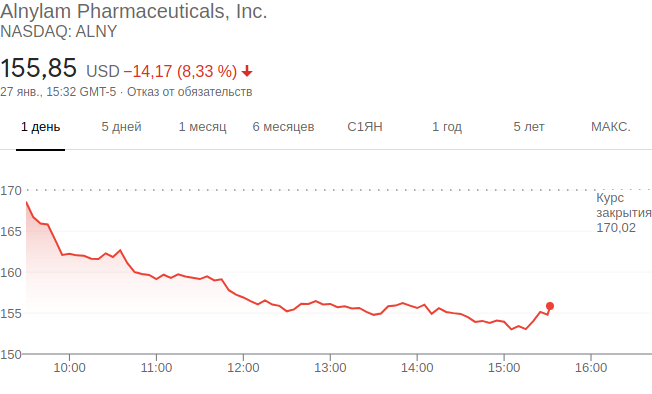 Alnylam Pharmaceuticals, Inc.
NASDAQ: ALNY
155,85 USD −14,17 (8,33 %)
27 янв., 15:32 GMT-5 · Отказ от обязательств
1 день 5 дней 1 месяц 6 месяцев С1ЯН 1 год 5 лет МАКС.
170
Курс
закрытия
170,02
165
160
155
150
10:00 11:00 12:00 13:00 14:00 15:00 16:00